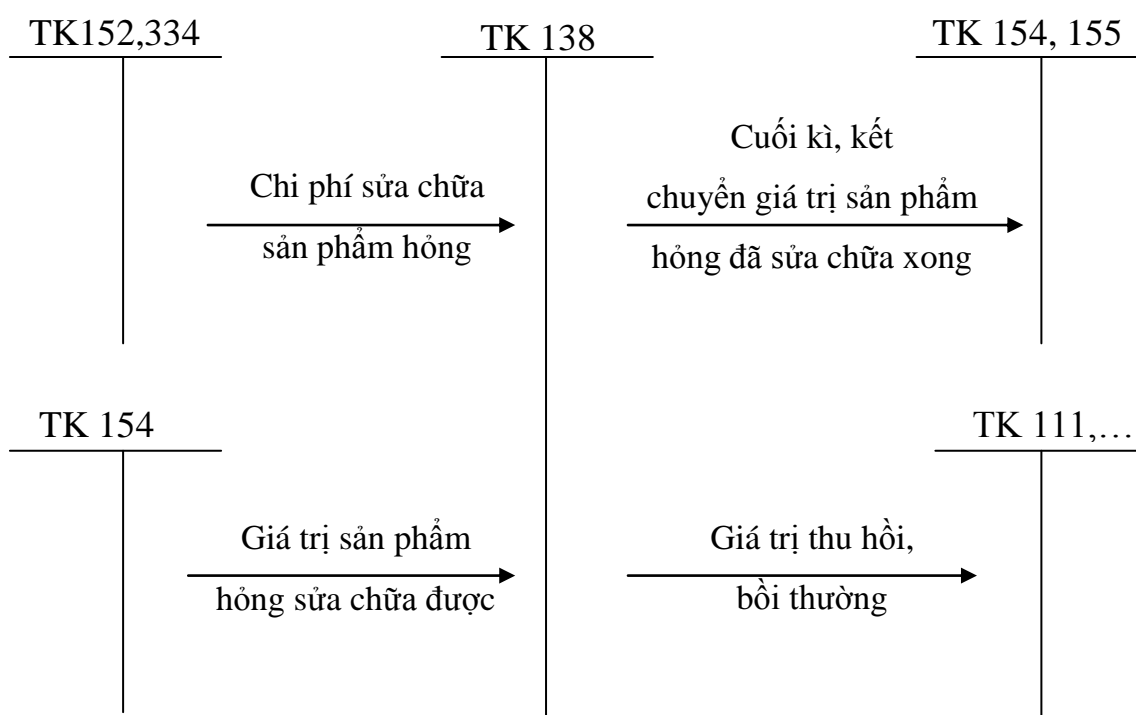 TK152,334
TK 138
TK 154, 155
Chi phí sửa chữa
sản phẩm hỏng
Cuối kì, kết
chuyển giá trị sản phẩm
hỏng đã sửa chữa xong
TK 154
TK 111,…
Giá trị sản phẩm
hỏng sửa chữa được
Giá trị thu hồi,
bồi thường